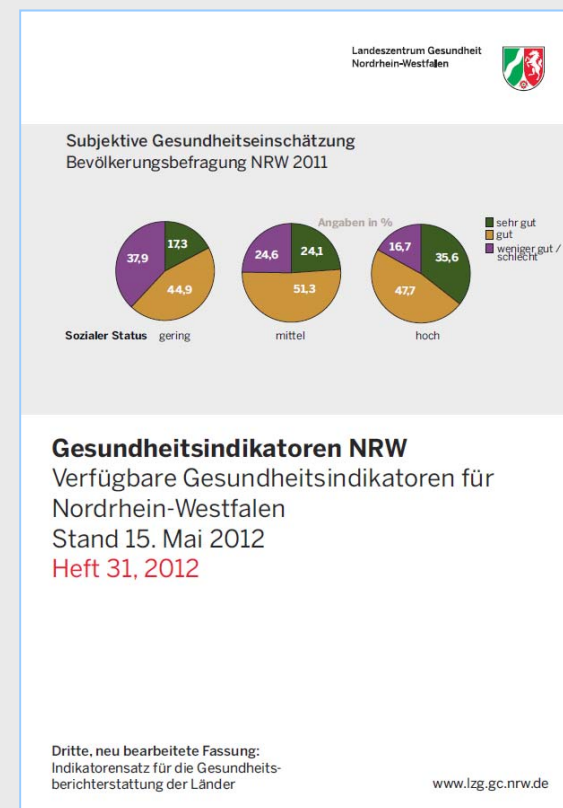 Landeszentrum Gesundheit
Nordrhein-Westfalen
Subjektive Gesundheitseinschätzung
Bevölkerungsbefragung NRW 2011
Angaben in %
sehr gut
gut
weniger gut /
schlecht
37,9
17,3
44,9
24,6
24,1
51,3
16,7
35,6
47,7
Sozialer Status gering
mittel
hoch
Gesundheitsindikatoren NRW
Verfügbare Gesundheitsindikatoren für
Nordrhein-Westfalen
Stand 15. Mai 2012
Heft 31, 2012
Dritte, neu bearbeitete Fassung:
Indikatorensatz für die Gesundheits-
berichterstattung der Länder
www.lzg.gc.nrw.de